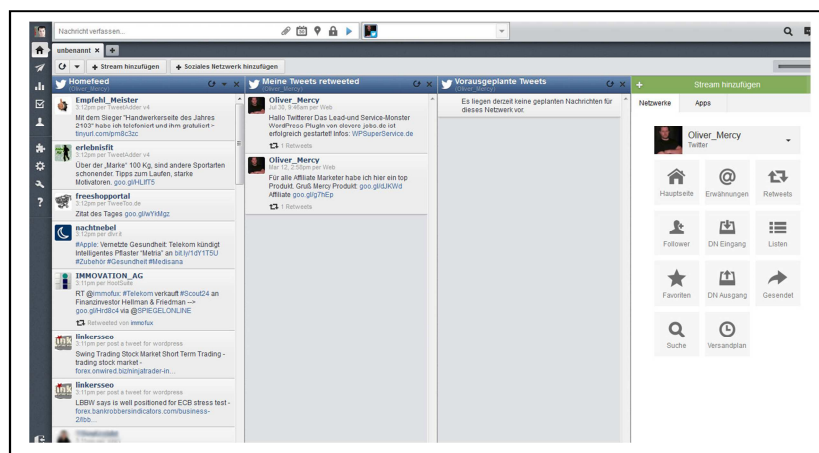 Nachricht verfassen...
unbenannt
Stream hinzufügen
Soziales Netzwerk hinzufügen
Homefeed
(Oliver_Mercy)
Empfehl_Meister
3:12pm per TweetAdder v4
Mit dem Sieger "Handwerkerseite des Jahres
2103" habe ich telefoniert und ihm gratuliert -
tinyurl.com/pm8c3zc
erlebnisfit
3:12pm per TweetAdder v4
Über der „Marke" 100 Kg, sind andere Sportarten
schonender. Tipps zum Laufen, starke
Motivatoren. goo.gl/HLIfT5
freeshopportal
3:12pm per TweeToo.de
Zitat des Tages goo.gl/wYkMgz
nachtnebel
3:12pm per dlvr.it
#Apple: Vernetzte Gesundheit: Telekom kündigt
Intelligentes Pflaster "Metria" an bit.ly/1dY1T5U
#Zubehör #Gesundheit #Medisana
IMMOVATION_AG
3:11pm per HootSuite
RT @immofux: #Telekom verkauft #Scout24 an
Finanzinvestor Hellman & Friedman -->
goo.gl/Hrd8c4 via @SPIEGELONLINE
Retweeted von immofux
linkersseo
3:11pm per post a tweet for wordpress
Swing Trading Stock Market Short Term Trading -
trading stock market -
forex.onwired.biz/ninjatrader-in...
linkersseo
3:11pm per post a tweet for wordpress
LBBW says is well positioned for ECB stress test -
forex.bankrobbersindicators.com/business-
2/lbb...
Meine Tweets retweeted
(Oliver_Mercy)
Oliver_Mercy
Jul 30, 9:46am per Web
Hallo Twitterer Das Lead-und Service-Monster
WordPress Plugin von clevere-jobs.de ist
erfolgreich gestartet! Infos: WPSuperService.de
1 Retweets
Oliver_Mercy
Mar 12, 2:58pm per Web
Für alle Affiliate Marketer habe ich hier ein top
Produkt. Gruß Mercy Produkt: goo.gl/dJKWd
Affiliate goo.gl/g7hEp
1 Retweets
Vorausgeplante Tweets
(Oliver_Mercy)
Es liegen derzeit keine geplanten Nachrichten für
dieses Netzwerk vor.
Stream hinzufügen
Netzwerke Apps
Oliver_Mercy
Twitter
Hauptseite Erwähnungen Retweets
Follower DN Eingang Listen
Favoriten DN Ausgang Gesendet
Suche Versandplan